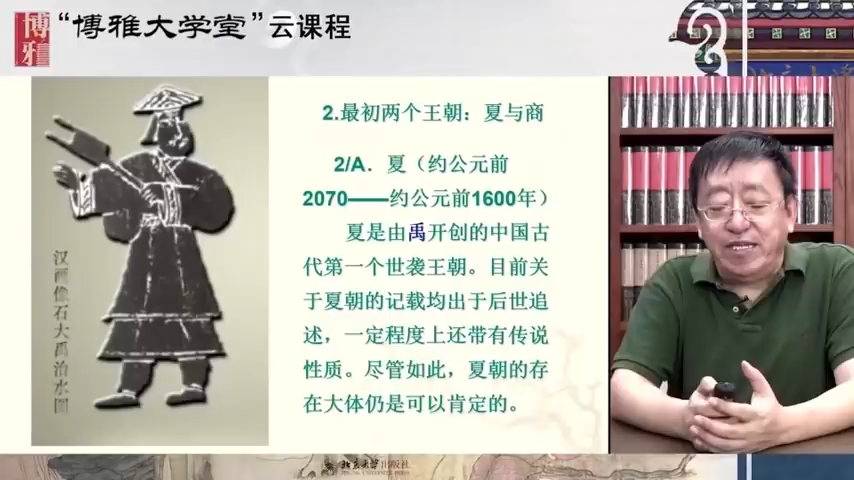 博雅
“博雅大学堂”云课程
2.最初两个王朝：夏与商
2/A．夏（约公元前
2070——约公元前1600年）
夏是由禹开创的中国古
代第一个世袭王朝。目前关
于夏朝的记载均出于后世追
述，一定程度上还带有传说
性质。尽管如此，夏朝的存
在大体仍是可以肯定的。
汉画像石大禹治水图
北京大学出版社